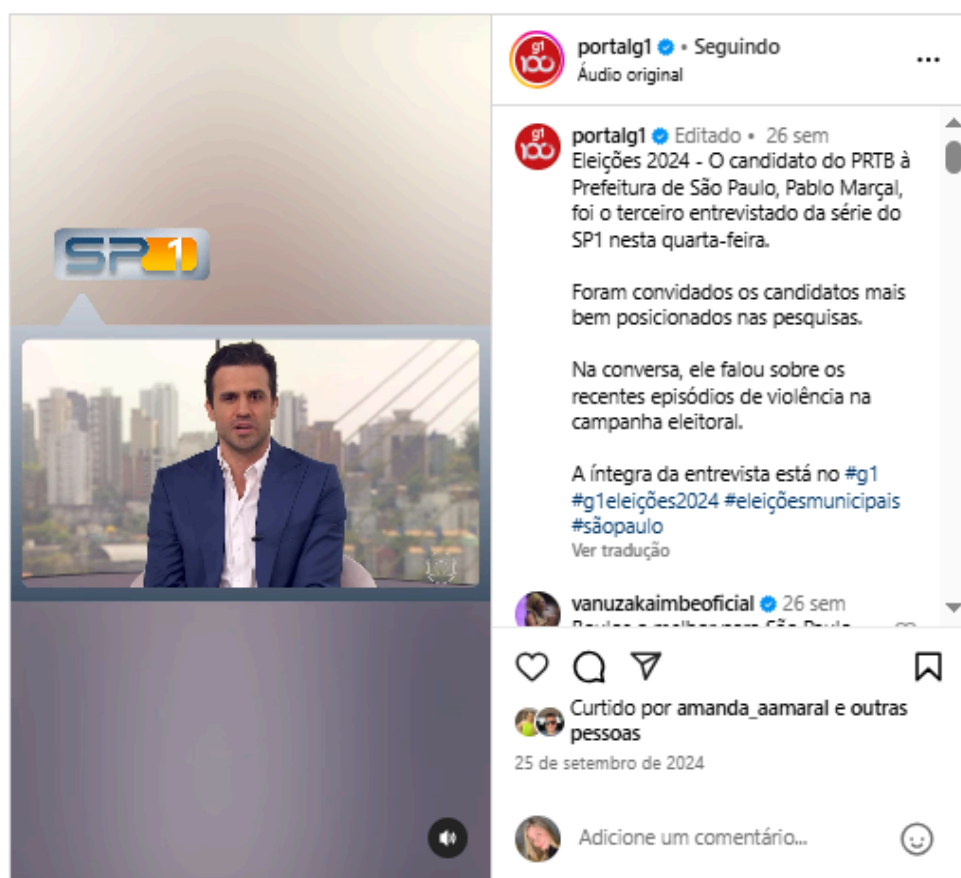 portalg1 • Seguindo
Áudio original
portalg1 Editado • 26 sem
Eleições 2024 - O candidato do PRTB à
Prefeitura de São Paulo, Pablo Marçal,
foi o terceiro entrevistado da série do
SP1 nesta quarta-feira.
Foram convidados os candidatos mais
bem posicionados nas pesquisas.
Na conversa, ele falou sobre os
recentes episódios de violência na
campanha eleitoral.
A íntegra da entrevista está no #g1
#g1eleições2024 #eleiçõesmunicipais
#sãopaulo
Ver tradução
vanuzakaimbeoficial 26 sem
Curtido por amanda_aamaral e outras
pessoas
25 de setembro de 2024
Adicione um comentário...
SP1
g1
100
g1
100